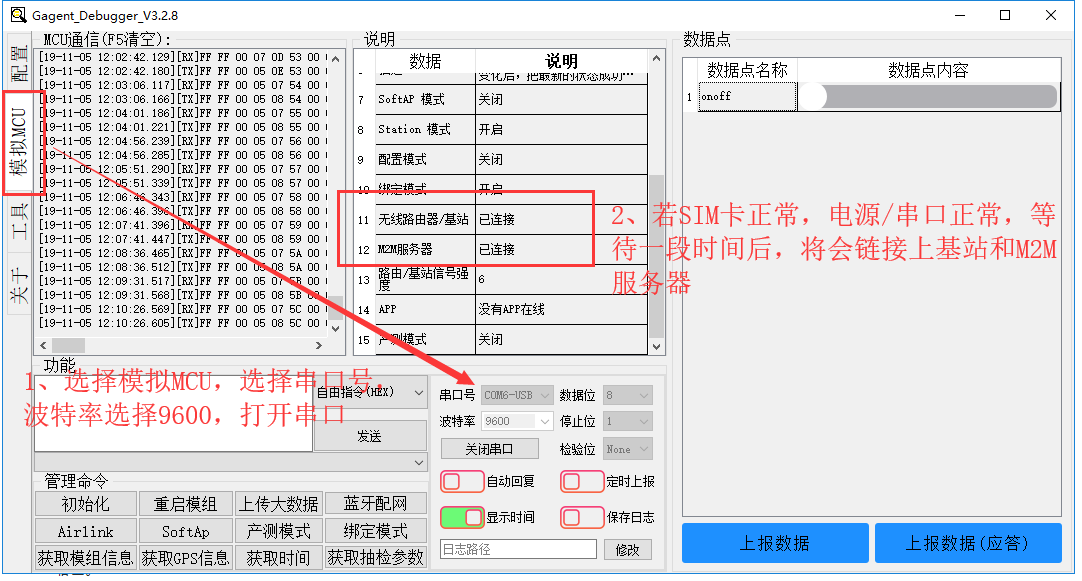 Gagent_Debugger_V3.2.8
配置
模拟MCU
工具
关于
MCU通信(F5清空):
[19-11-05 12:02:42.129][RX]FF FF 00 07 0D 53 00
[19-11-05 12:02:42.180][TX]FF FF 00 05 0E 53 00
[19-11-05 12:03:06.117][RX]FF FF 00 05 07 54 00
[19-11-05 12:03:06.166][TX]FF FF 00 05 08 54 00
[19-11-05 12:04:01.186][RX]FF FF 00 05 07 55 00
[19-11-05 12:04:01.221][TX]FF FF 00 05 08 55 00
[19-11-05 12:04:56.239][RX]FF FF 00 05 07 56 00
[19-11-05 12:04:56.285][TX]FF FF 00 05 08 56 00
[19-11-05 12:05:51.290][RX]FF FF 00 05 07 57 00
[19-11-05 12:05:51.339][TX]FF FF 00 05 08 57 00
[19-11-05 12:06:46.343][RX]FF FF 00 05 07 58 00
[19-11-05 12:06:46.396][TX]FF FF 00 05 08 58 00
[19-11-05 12:07:41.396][RX]FF FF 00 05 07 59 00
[19-11-05 12:07:41.447][TX]FF FF 00 05 08 59 00
[19-11-05 12:08:36.465][RX]FF FF 00 05 07 5A 00
[19-11-05 12:08:36.512][TX]FF FF 00 05 08 5A 00
[19-11-05 12:09:31.517][RX]FF FF 00 05 07 5B 00
[19-11-05 12:09:31.568][TX]FF FF 00 05 08 5B 00
[19-11-05 12:10:26.569][RX]FF FF 00 05 07 5C 00
[19-11-05 12:10:26.605][TX]FF FF 00 05 08 5C 00
说明
数据 说明
变化后,把最新的状态成功...
7 SoftAP 模式 关闭
8 Station 模式 开启
9 配置模式 关闭
10 绑定模式 开启
11 无线路由器/基站 已连接
12 M2M服务器 已连接
13 路由/基站信号强度 6
14 APP 没有APP在线
15 产测模式 关闭
数据点
数据点名称 数据点内容
1 onoff
2、若SIM卡正常，电源/串口正常，等
待一段时间后，将会链接上基站和M2M
服务器
功能
1、选择模拟MCU，选择串口号，
波特率选择9600，打开串口
自由指令(HEX)
发送
管理命令
初始化 重启模组 上传大数据 蓝牙配网
Airlink SoftAp 产测模式 绑定模式
获取模组信息 获取GPS信息 获取时间 获取抽检参数
串口号 COM6-USB 数据位 8
波特率 9600 停止位 1
关闭串口 检验位 None
自动回复 定时上报
显示时间 保存日志
日志路径 修改
上报数据 上报数据(应答)